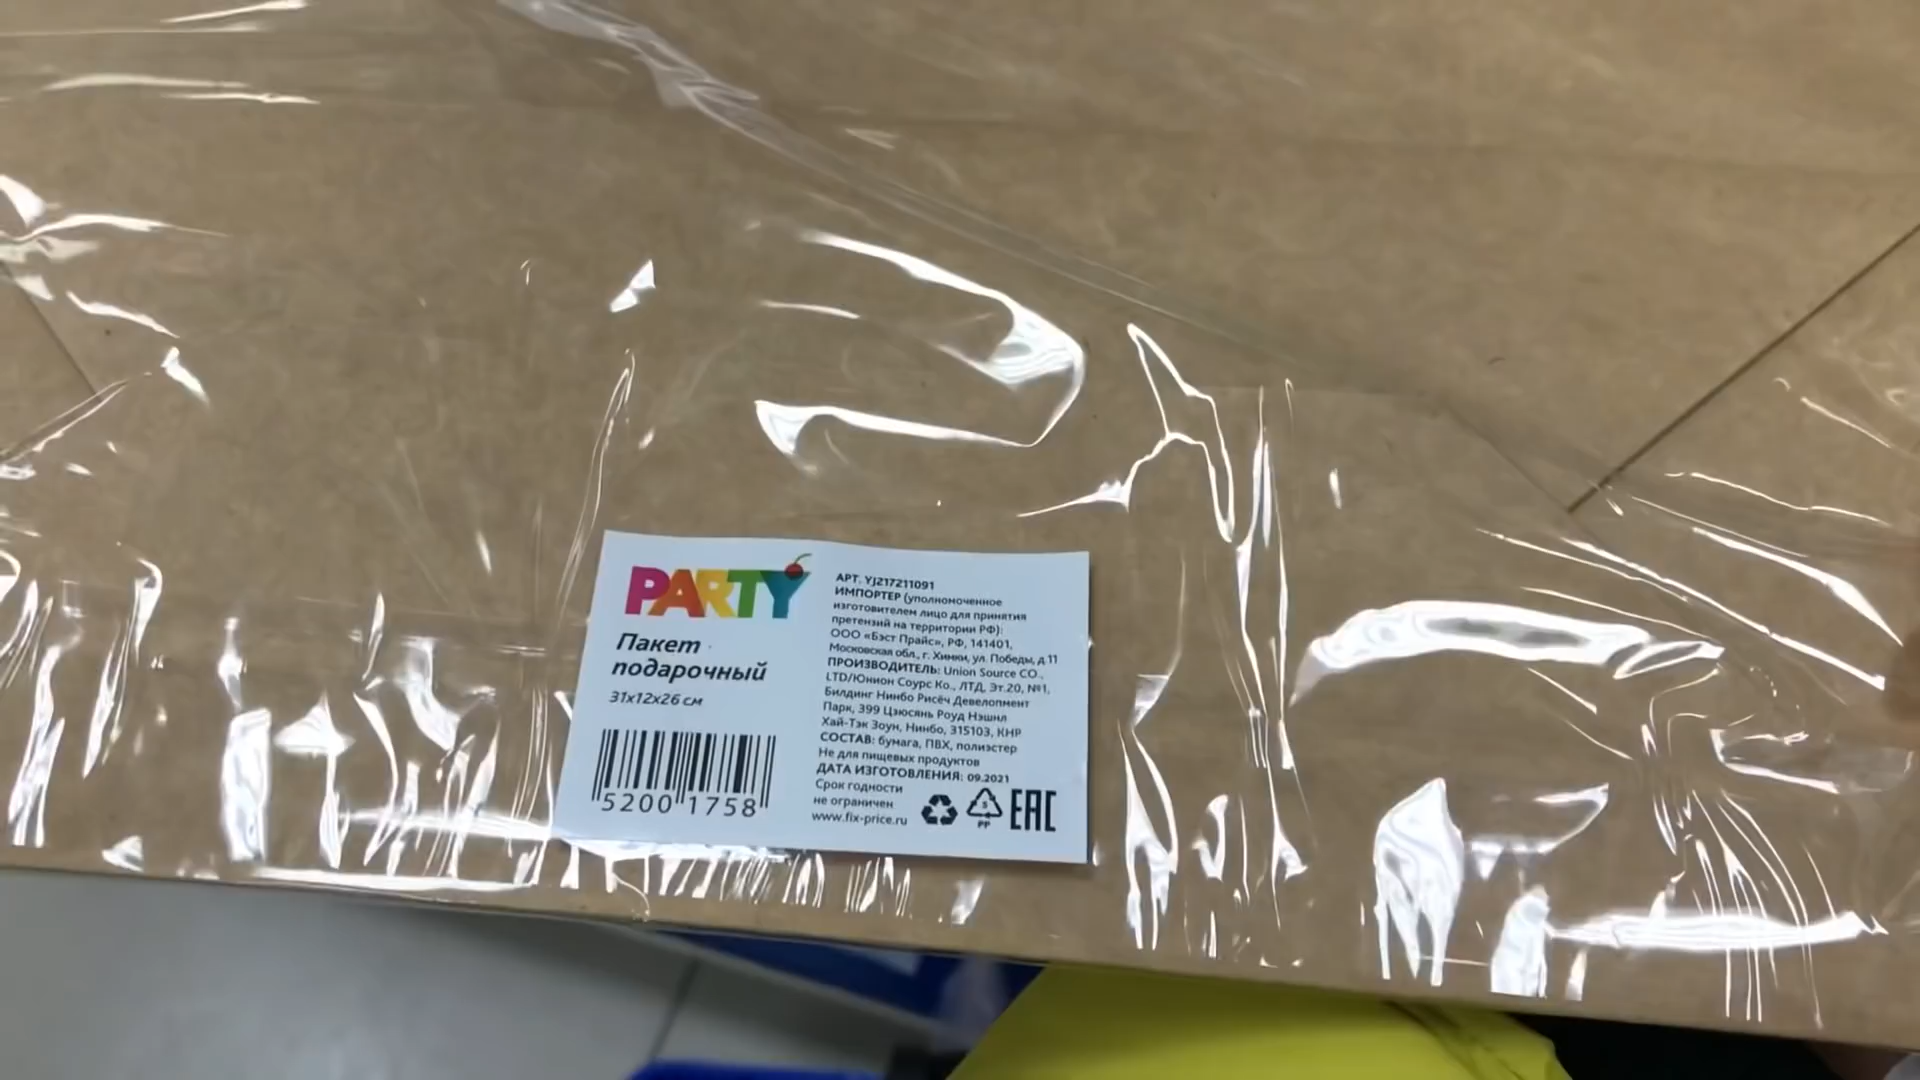 PARTY
Пакет
подарочный
31x12x26 см
52001758
АРТ. YJ217211091
ИМПОРТЕР (уполномоченное
изготовителем лицо для принятия
претензий на территории РФ):
ООО «Бэст Прайс», РФ, 141401,
Московская обл., г. Химки, ул. Победы, д.11
ПРОИЗВОДИТЕЛЬ: Union Source CO.,
LTD/Юнион Соурс Ко., ЛТД, Эт.20, №1,
Билдинг Нинбо Рисёч Девелопмент
Парк, 399 Цзюсянь Роуд Нэшнл
Хай-Тэк Зоун, Нинбо, 315103, КНР
СОСТАВ: бумага, ПВХ, полиэстер
Не для пищевых продуктов
ДАТА ИЗГОТОВЛЕНИЯ: 09.2021
Срок годности
не ограничен
www.fix-price.ru
5
PP
EAC